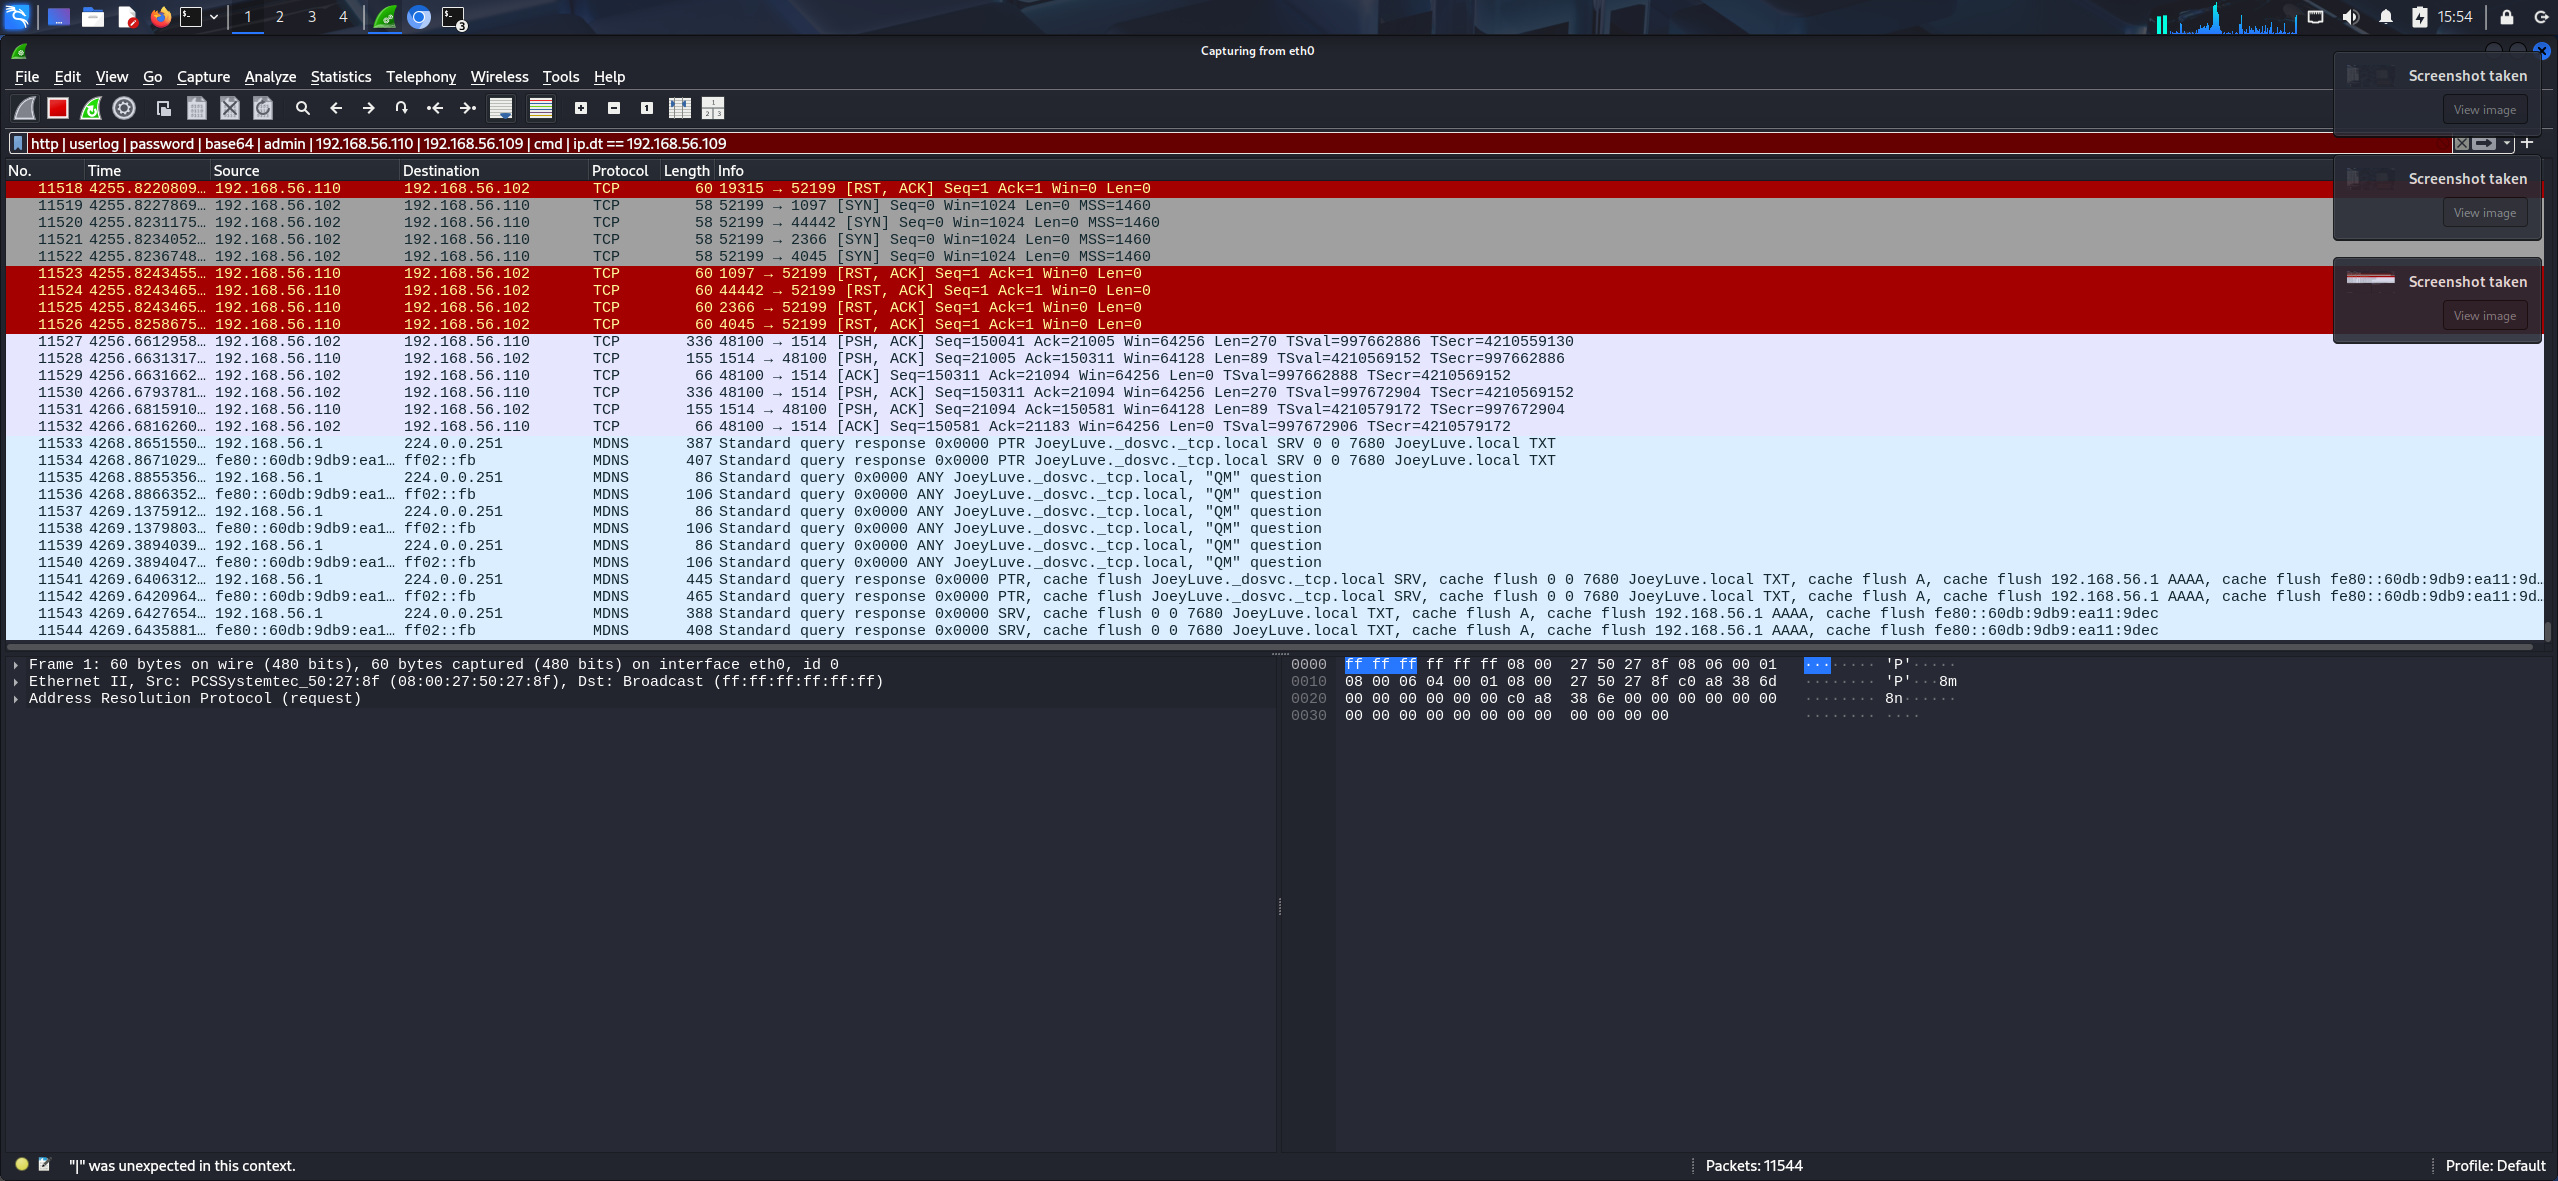 1 2 3 4 3 15:54
Capturing from eth0
File Edit View Go Capture Analyze Statistics Telephony Wireless Tools Help
Screenshot taken
View image
http | userlog | password | base64 | admin | 192.168.56.110 | 192.168.56.109 | cmd | ip.dt == 192.168.56.109
No. Time Source Destination Protocol Length Info
Screenshot taken
View image
Screenshot taken
View image
11518 4255.8220809… 192.168.56.110 192.168.56.102 TCP 60 19315 → 52199 [RST, ACK] Seq=1 Ack=1 Win=0 Len=0
11519 4255.8227869… 192.168.56.102 192.168.56.110 TCP 58 52199 → 1097 [SYN] Seq=0 Win=1024 Len=0 MSS=1460
11520 4255.8231175… 192.168.56.102 192.168.56.110 TCP 58 52199 → 44442 [SYN] Seq=0 Win=1024 Len=0 MSS=1460
11521 4255.8234052… 192.168.56.102 192.168.56.110 TCP 58 52199 → 2366 [SYN] Seq=0 Win=1024 Len=0 MSS=1460
11522 4255.8236748… 192.168.56.102 192.168.56.110 TCP 58 52199 → 4045 [SYN] Seq=0 Win=1024 Len=0 MSS=1460
11523 4255.8243455… 192.168.56.110 192.168.56.102 TCP 60 1097 → 52199 [RST, ACK] Seq=1 Ack=1 Win=0 Len=0
11524 4255.8243465… 192.168.56.110 192.168.56.102 TCP 60 44442 → 52199 [RST, ACK] Seq=1 Ack=1 Win=0 Len=0
11525 4255.8243465… 192.168.56.110 192.168.56.102 TCP 60 2366 → 52199 [RST, ACK] Seq=1 Ack=1 Win=0 Len=0
11526 4255.8258675… 192.168.56.110 192.168.56.102 TCP 60 4045 → 52199 [RST, ACK] Seq=1 Ack=1 Win=0 Len=0
11527 4256.6612958… 192.168.56.102 192.168.56.110 TCP 336 48100 → 1514 [PSH, ACK] Seq=150041 Ack=21005 Win=64256 Len=270 TSval=997662886 TSecr=4210559130
11528 4256.6631317… 192.168.56.110 192.168.56.102 TCP 155 1514 → 48100 [PSH, ACK] Seq=21005 Ack=150311 Win=64128 Len=89 TSval=4210569152 TSecr=997662886
11529 4256.6631662… 192.168.56.102 192.168.56.110 TCP 66 48100 → 1514 [ACK] Seq=150311 Ack=21094 Win=64256 Len=0 TSval=997662888 TSecr=4210569152
11530 4266.6793781… 192.168.56.102 192.168.56.110 TCP 336 48100 → 1514 [PSH, ACK] Seq=150311 Ack=21094 Win=64256 Len=270 TSval=997672904 TSecr=4210569152
11531 4266.6815910… 192.168.56.110 192.168.56.102 TCP 155 1514 → 48100 [PSH, ACK] Seq=21094 Ack=150581 Win=64128 Len=89 TSval=4210579172 TSecr=997672904
11532 4266.6816260… 192.168.56.102 192.168.56.110 TCP 66 48100 → 1514 [ACK] Seq=150581 Ack=21183 Win=64256 Len=0 TSval=997672906 TSecr=4210579172
11533 4268.8651550… 192.168.56.1 224.0.0.251 MDNS 387 Standard query response 0x0000 PTR JoeyLuve._dosvc._tcp.local SRV 0 0 7680 JoeyLuve.local TXT
11534 4268.8671029… fe80::60db:9db9:ea1… ff02::fb MDNS 407 Standard query response 0x0000 PTR JoeyLuve._dosvc._tcp.local SRV 0 0 7680 JoeyLuve.local TXT
11535 4268.8855356… 192.168.56.1 224.0.0.251 MDNS 86 Standard query 0x0000 ANY JoeyLuve._dosvc._tcp.local, "QM" question
11536 4268.8866352… fe80::60db:9db9:ea1… ff02::fb MDNS 106 Standard query 0x0000 ANY JoeyLuve._dosvc._tcp.local, "QM" question
11537 4269.1375912… 192.168.56.1 224.0.0.251 MDNS 86 Standard query 0x0000 ANY JoeyLuve._dosvc._tcp.local, "QM" question
11538 4269.1379803… fe80::60db:9db9:ea1… ff02::fb MDNS 106 Standard query 0x0000 ANY JoeyLuve._dosvc._tcp.local, "QM" question
11539 4269.3894039… 192.168.56.1 224.0.0.251 MDNS 86 Standard query 0x0000 ANY JoeyLuve._dosvc._tcp.local, "QM" question
11540 4269.3894047… fe80::60db:9db9:ea1… ff02::fb MDNS 106 Standard query 0x0000 ANY JoeyLuve._dosvc._tcp.local, "QM" question
11541 4269.6406312… 192.168.56.1 224.0.0.251 MDNS 445 Standard query response 0x0000 PTR, cache flush JoeyLuve._dosvc._tcp.local SRV, cache flush 0 0 7680 JoeyLuve.local TXT, cache flush A, cache flush 192.168.56.1 AAAA, cache flush fe80::60db:9db9:ea11:9d…
11542 4269.6420964… fe80::60db:9db9:ea1… ff02::fb MDNS 465 Standard query response 0x0000 PTR, cache flush JoeyLuve._dosvc._tcp.local SRV, cache flush 0 0 7680 JoeyLuve.local TXT, cache flush A, cache flush 192.168.56.1 AAAA, cache flush fe80::60db:9db9:ea11:9d…
11543 4269.6427654… 192.168.56.1 224.0.0.251 MDNS 388 Standard query response 0x0000 SRV, cache flush 0 0 7680 JoeyLuve.local TXT, cache flush A, cache flush 192.168.56.1 AAAA, cache flush fe80::60db:9db9:ea11:9dec
11544 4269.6435881… fe80::60db:9db9:ea1… ff02::fb MDNS 408 Standard query response 0x0000 SRV, cache flush 0 0 7680 JoeyLuve.local TXT, cache flush A, cache flush 192.168.56.1 AAAA, cache flush fe80::60db:9db9:ea11:9dec
Frame 1: 60 bytes on wire (480 bits), 60 bytes captured (480 bits) on interface eth0, id 0
Ethernet II, Src: PCSSystemtec_50:27:8f (08:00:27:50:27:8f), Dst: Broadcast (ff:ff:ff:ff:ff:ff)
Address Resolution Protocol (request)
0000 ff ff ff ff ff ff 08 00 27 50 27 8f 08 06 00 01 ········ 'P'·····
0010 08 00 06 04 00 01 08 00 27 50 27 8f c0 a8 38 6d ········ 'P'···8m
0020 00 00 00 00 00 00 c0 a8 38 6e 00 00 00 00 00 00 ········ 8n······
0030 00 00 00 00 00 00 00 00 00 00 00 00 ········ ····
"|" was unexpected in this context.
Packets: 11544
Profile: Default